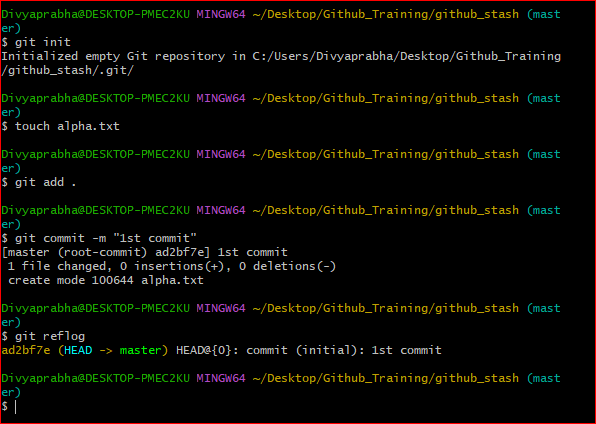 Divyaprabha@DESKTOP-PMEC2KU MINGW64 ~/Desktop/Github_Training/github_stash (mast
er)
$ git init
Initialized empty Git repository in C:/Users/Divyaprabha/Desktop/Github_Training
/github_stash/.git/
Divyaprabha@DESKTOP-PMEC2KU MINGW64 ~/Desktop/Github_Training/github_stash (mast
er)
$ touch alpha.txt
Divyaprabha@DESKTOP-PMEC2KU MINGW64 ~/Desktop/Github_Training/github_stash (mast
er)
$ git add .
Divyaprabha@DESKTOP-PMEC2KU MINGW64 ~/Desktop/Github_Training/github_stash (mast
er)
$ git commit -m "1st commit"
[master (root-commit) ad2bf7e] 1st commit
 1 file changed, 0 insertions(+), 0 deletions(-)
 create mode 100644 alpha.txt
Divyaprabha@DESKTOP-PMEC2KU MINGW64 ~/Desktop/Github_Training/github_stash (mast
er)
$ git reflog
ad2bf7e (HEAD -> master) HEAD@{0}: commit (initial): 1st commit
Divyaprabha@DESKTOP-PMEC2KU MINGW64 ~/Desktop/Github_Training/github_stash (mast
er)
$